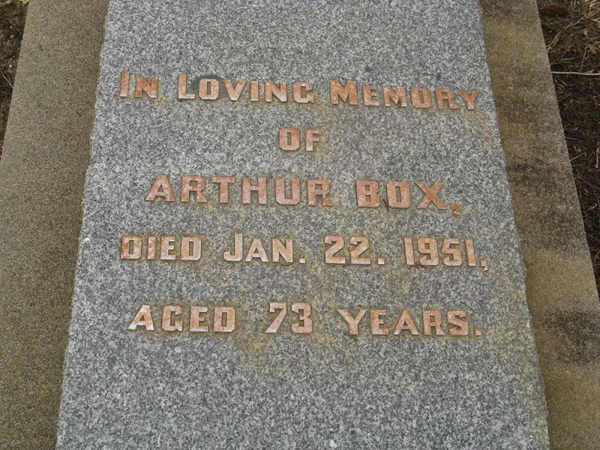 In Loving Memory
OF
ARTHUR BOX,
DIED JAN. 22. 1951,
AGED 73 YEARS.